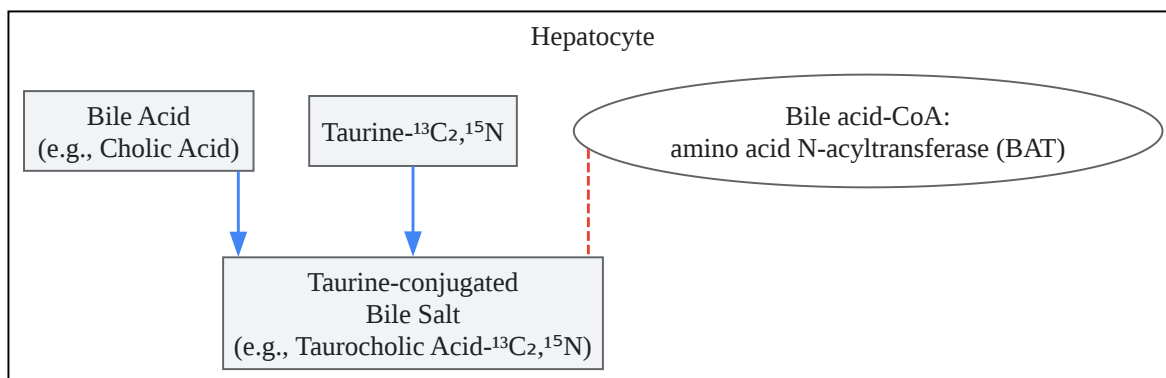 Hepatocyte
Bile Acid
(e.g., Cholic Acid)
Taurine-¹³C₂,¹⁵N
Bile acid-CoA:
amino acid N-acyltransferase (BAT)
Taurine-conjugated
Bile Salt
(e.g., Taurocholic Acid-¹³C₂,¹⁵N)